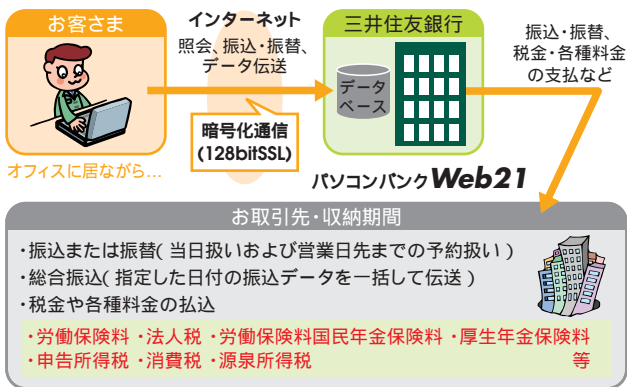 お客さま
インターネット
照会、振込・振替、
データ伝送
三井住友銀行
振込・振替、
税金・各種料金
の支払など
データ
ベース
暗号化通信
(128bitSSL)
オフィスに居ながら…
パソコンバンクWeb21
お取引先・収納期間
・振込または振替(当日扱いおよび営業日先までの予約扱い)
・総合振込(指定した日付の振込データを一括して伝送)
・税金や各種料金の払込
・労働保険料・法人税・労働保険料国民年金保険料・厚生年金保険料
・申告所得税・消費税・源泉所得税 等